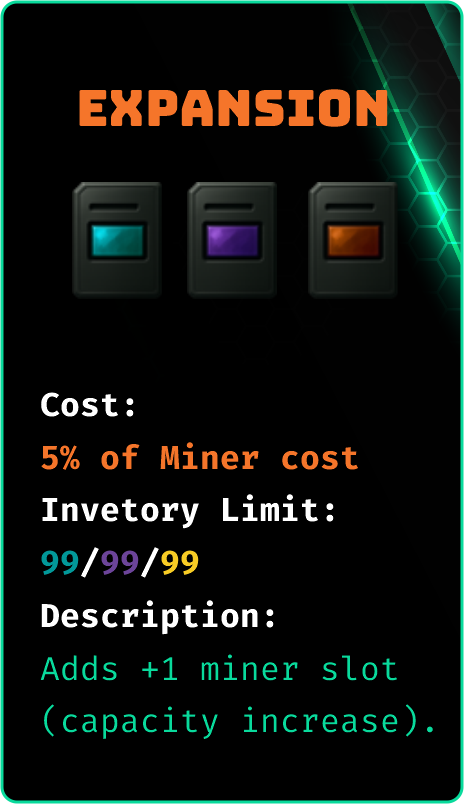 EXPANSION
Cost:
5% of Miner cost
Invetory Limit:
99/99/99
Description:
Adds +1 miner slot
(capacity increase).